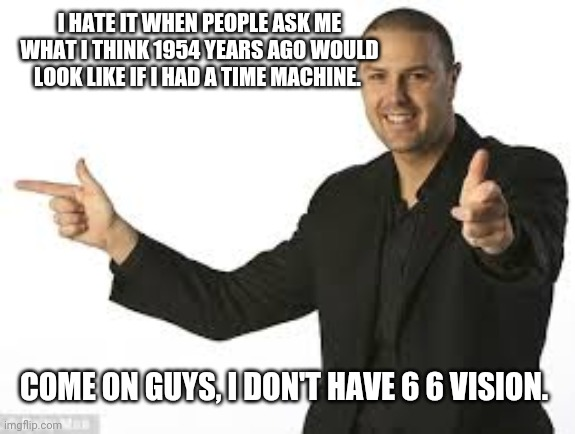 I HATE IT WHEN PEOPLE ASK ME
WHAT I THINK 1954 YEARS AGO WOULD
LOOK LIKE IF I HAD A TIME MACHINE.
COME ON GUYS, I DON'T HAVE 6 6 VISION.
imgflip.com